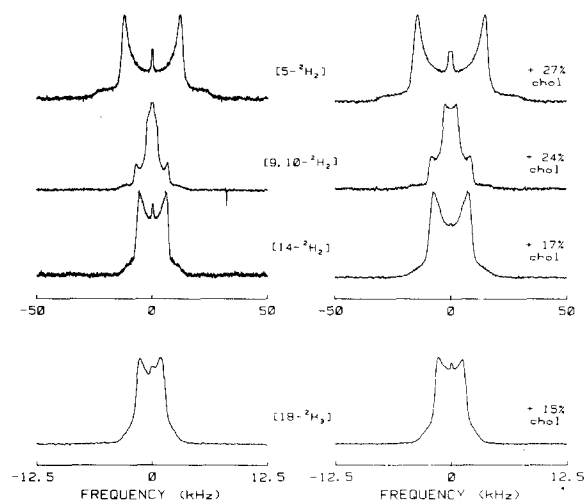 [5-²H₂]
+ 27%
chol
[9,10-²H₂]
+ 24%
chol
[14-²H₂]
+ 17%
chol
-50 0 50
-50 0 50
[18-²H₃]
+ 15%
chol
-12.5 0 12.5
-12.5 0 12.5
FREQUENCY (kHz)
FREQUENCY (kHz)